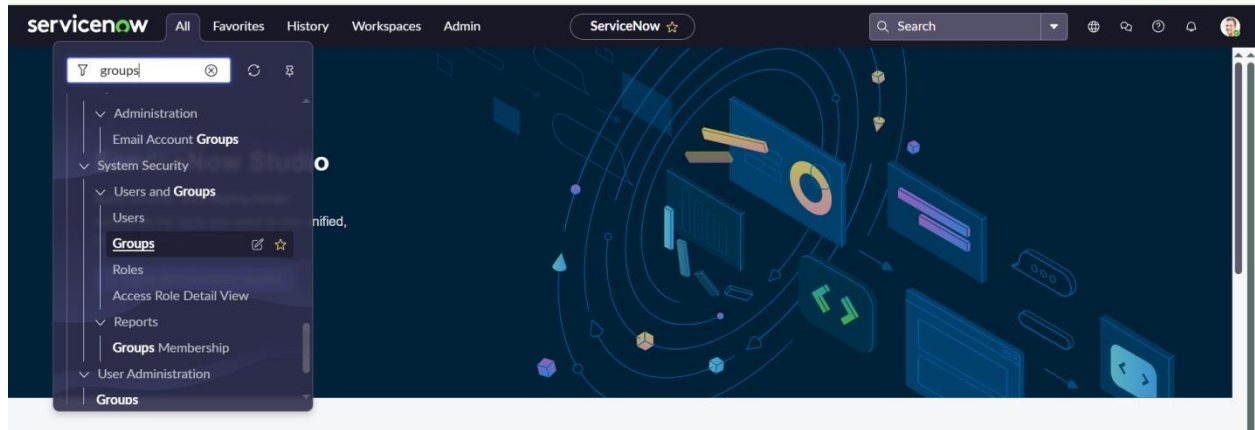 servicenow All Favorites History Workspaces Admin ServiceNow Search
groups
Administration
Email Account Groups
System Security
Users and Groups
Users
Groups
Roles
Access Role Detail View
Reports
Groups Membership
User Administration
Groups
nified,